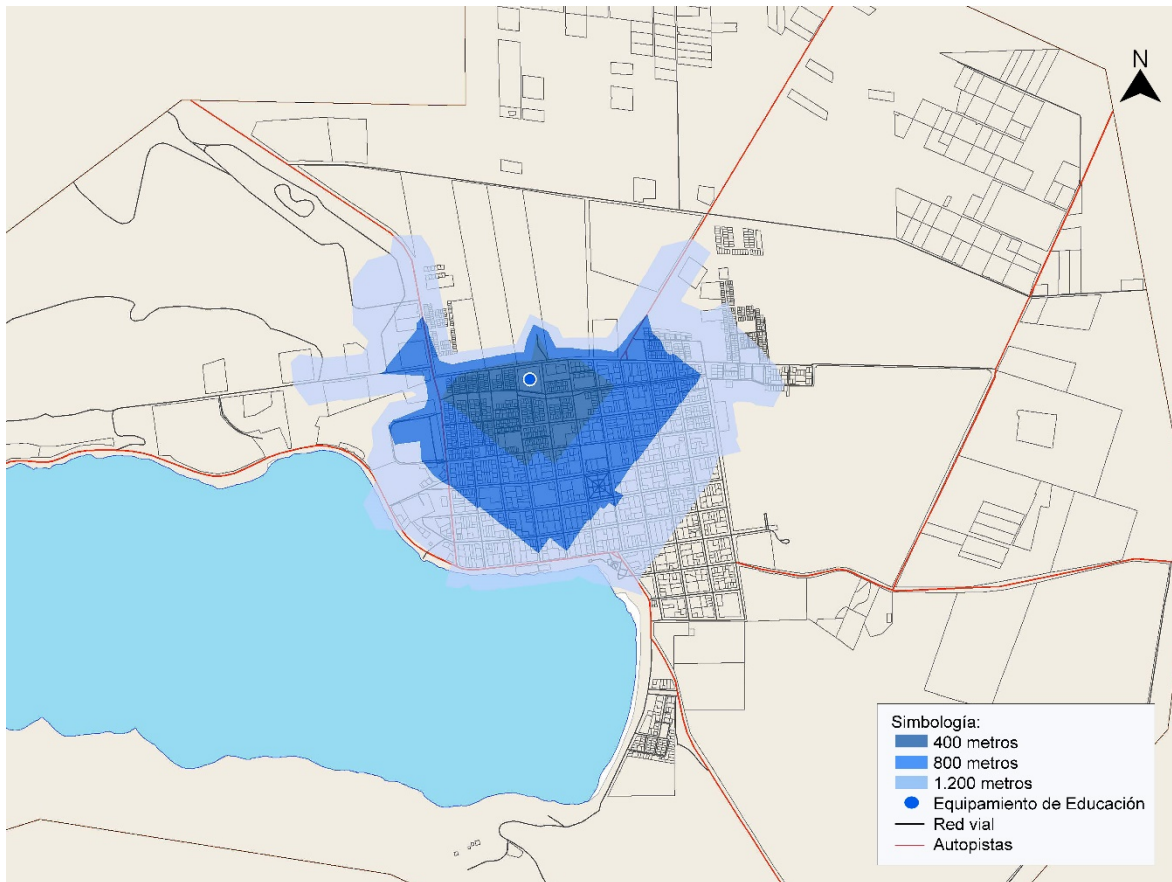 N
Simbología:
400 metros
800 metros
1.200 metros
Equipamiento de Educación
Red vial
Autopistas